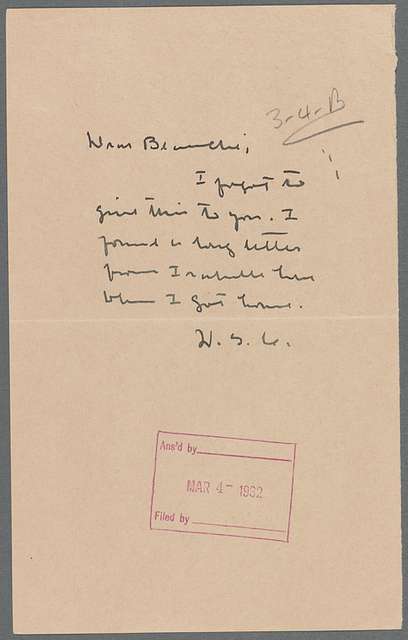 3-4-B
Dear Blanche;
I forgot to
give this to you. I
found a long letter
from Isabelle here
when I got home.
W. S. C.
Ans'd by
MAR 4- 1932
Filed by